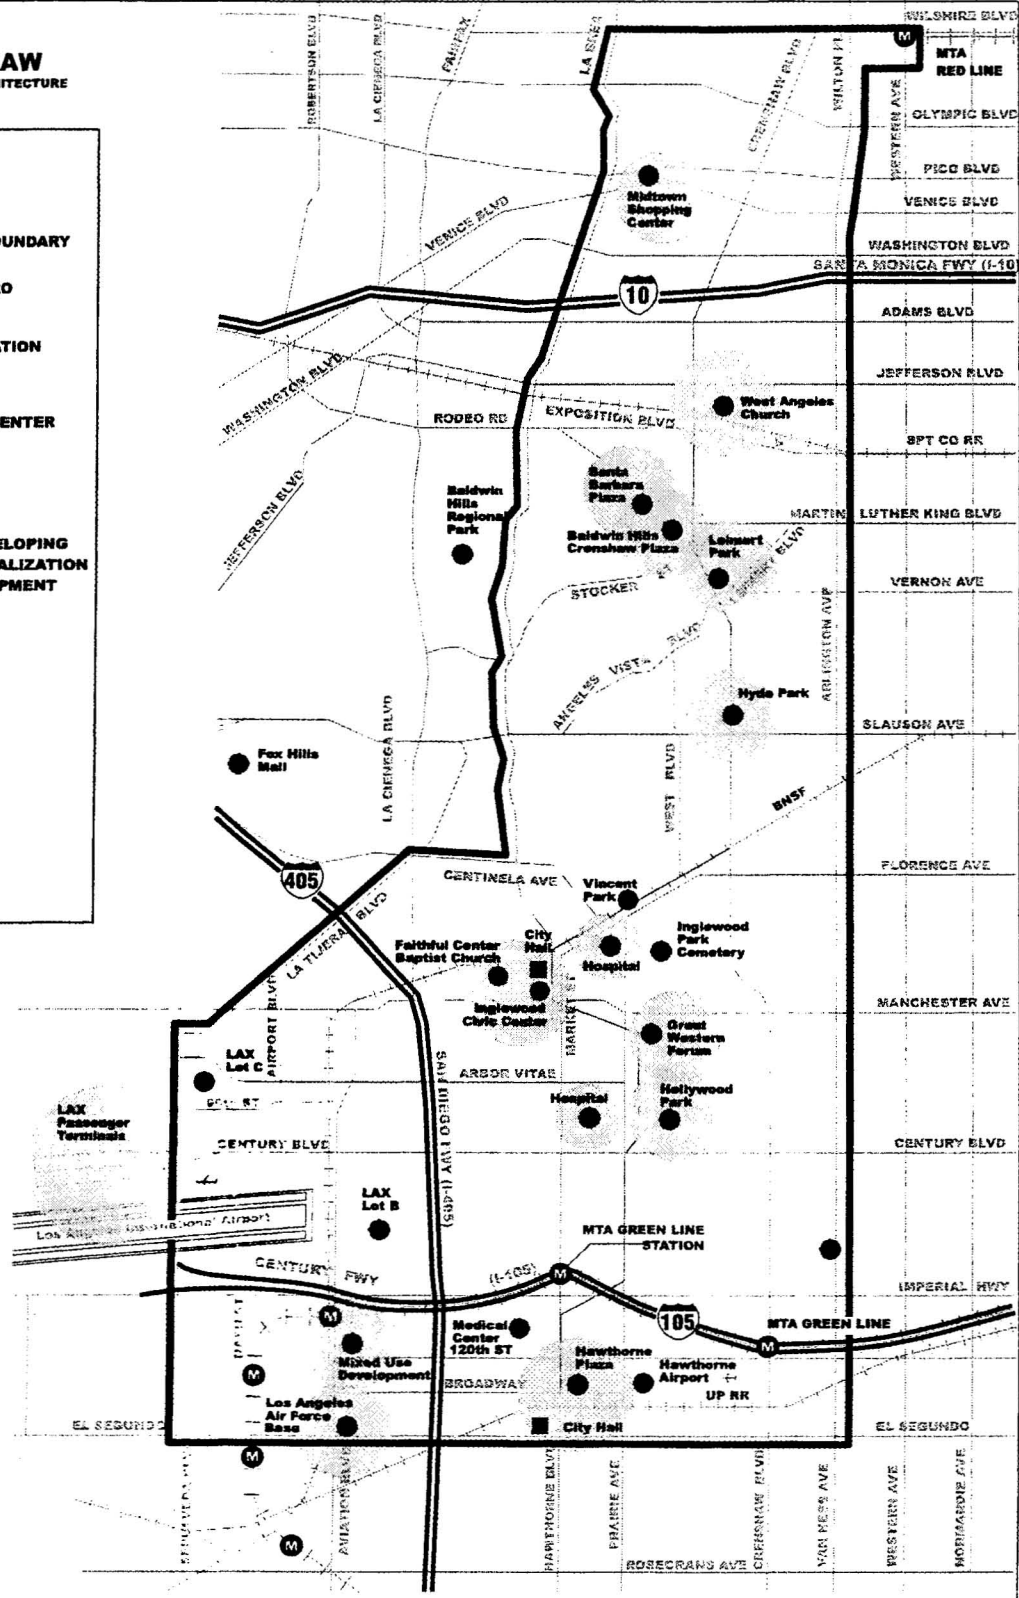 AW
ITECTURE
OUNDARY
O
TION
ENTER
ELOPING
ALIZATION
PMENT
ROBERTSON BLVD
LA CIENEGA BLVD
FAIRFAX
LA BREA
CRENSHAW BLVD
WILTON PL
WILSHIRE BLVD
M
MTA
RED LINE
WESTERN AVE
OLYMPIC BLVD
PICO BLVD
VENICE BLVD
Midtown
Shopping
Center
VENICE BLVD
WASHINGTON BLVD
SANTA MONICA FWY (I-10)
10
ADAMS BLVD
WASHINGTON BLVD
JEFFERSON BLVD
West Angeles
Church
RODEO RD
EXPOSITION BLVD
SPT CO RR
JEFFERSON BLVD
Santa
Barbara
Plaza
Baldwin
Hills
Regional
Park
MARTIN LUTHER KING BLVD
Baldwin Hills
Crenshaw Plaza
Leimert
Park
STOCKER ST
VERNON AVE
ARLINGTON AVE
ANGELES VISTA BLVD
Hyde Park
SLAUSON AVE
LA CIENEGA BLVD
Fox Hills
Mall
WEST BLVD
BNSF
405
CENTINELA AVE
FLORENCE AVE
Vincent
Park
LA TIJERA BLVD
City
Hall
Inglewood
Park
Cemetery
Faithful Center
Baptist Church
Hospital
Inglewood
Civic Center
MARKET ST
MANCHESTER AVE
AIRPORT BLVD
Great
Western
Forum
LAX
Lot C
ARBOR VITAE
SAN DIEGO FWY (I-405)
Hospital
Hollywood
Park
LAX
Passenger
Terminals
CENTURY BLVD
CENTURY BLVD
LAX
Lot B
Los Angeles International Airport
MTA GREEN LINE
STATION
CENTURY FWY
(I-105)
M
IMPERIAL HWY
105
MTA GREEN LINE
M
M
Medical
Center
120th ST
Mixed Use
Development
Hawthorne
Plaza
Hawthorne
Airport
M
BROADWAY
UP RR
Los Angeles
Air Force
Base
EL SEGUNDO
City Hall
EL SEGUNDO
M
AVIATION BLVD
HAWTHORNE BLVD
PRAIRIE AVE
CRENSHAW BLVD
VAN NESS AVE
WESTERN AVE
NORMANDIE AVE
M
ROSECRANS AVE